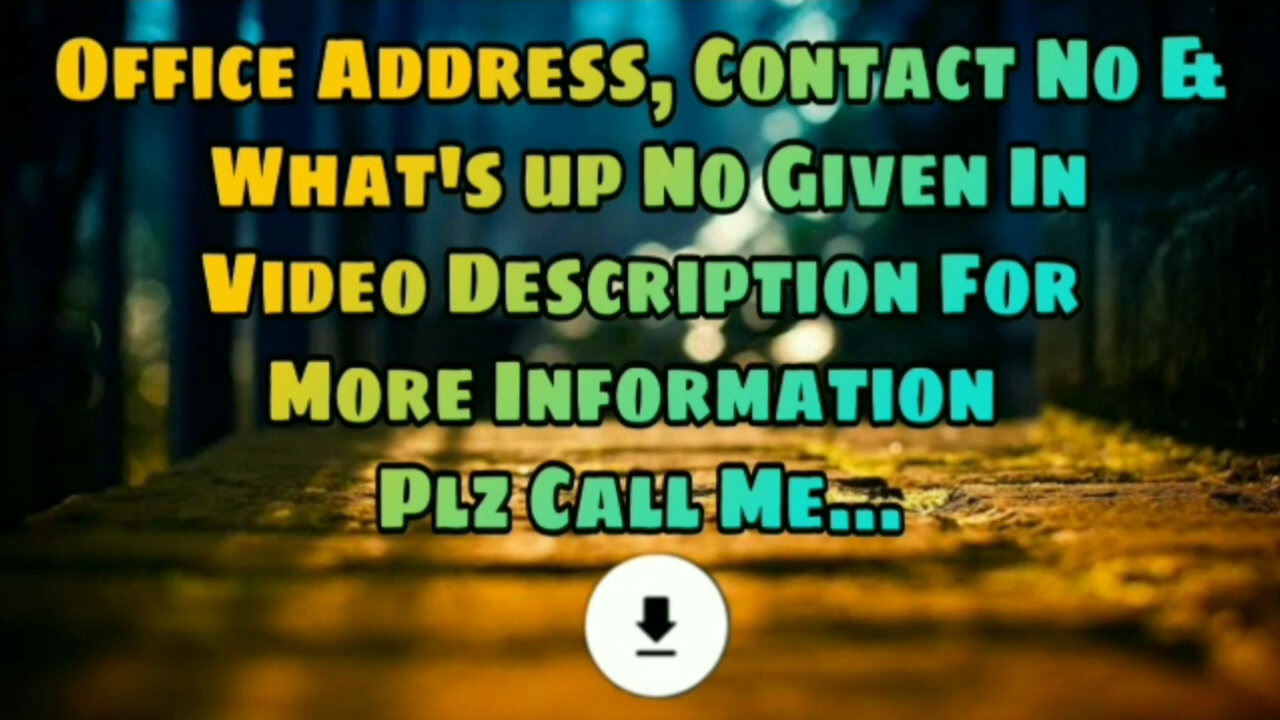 Office Address, Contact No &
What's up No Given In
Video Description For
More Information
Plz Call Me...